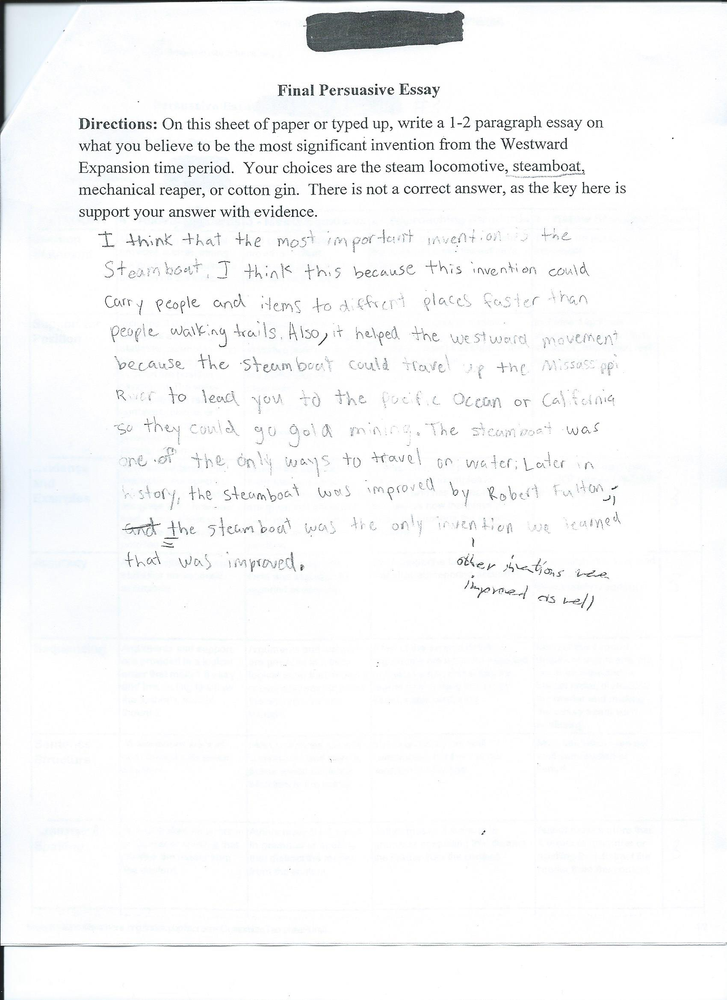 Final Persuasive Essay
Directions: On this sheet of paper or typed up, write a 1-2 paragraph essay on
what you believe to be the most significant invention from the Westward
Expansion time period. Your choices are the steam locomotive, steamboat,
mechanical reaper, or cotton gin. There is not a correct answer, as the key here is
support your answer with evidence.
I think that the most important invention is the
Steamboat. I think this because this invention could
carry people and items to diffrent places faster than
people walking trails. Also, it helped the westward movement
because the steamboat could travel up the Missassippi
River to lead you to the pacific Ocean or California
so they could go gold mining. The steamboat was
one of the only ways to travel on water; Later in
history, the steamboat was improved by Robert Fulton;
and the steamboat was the only invention we learned
that was improved.
other
improved as well